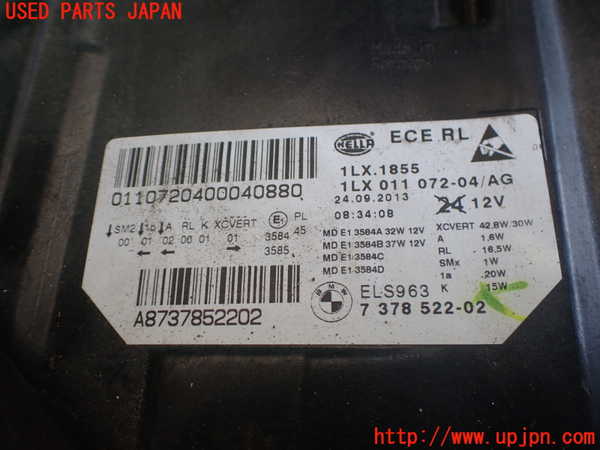 USED PARTS JAPAN
Made in
HELLA
ECE RL
1LX.1855
1LX 011 072-04/AG
24.09.2013
08:34:08
24 12V
0110720400040880
SM2 1b A RL K XCVERT E1 PL
00 01 02 00 01 01 3584 45
3585
MD E1 3584A 32W 12V
MD E1 3584B 37W 12V
MD E1 3584C
MD E1 3584D
XCVERT 42,8W/30W
A 1,6W
RL 16,5W
SMx 1W
1a .20W
K 15W
BMW
ELS963
7 378 522-02
A8737852202
http://www.upjpn.com/